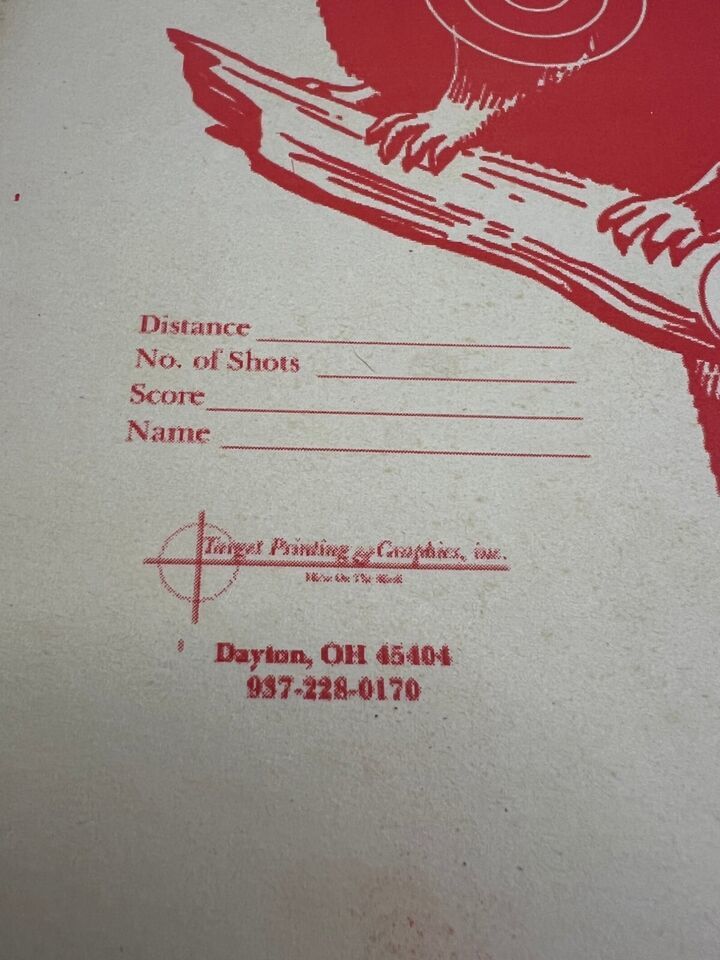 Distance
No. of Shots
Score
Name
Target Printing & Graphics, inc.
Dayton, OH 45404
937-228-0170